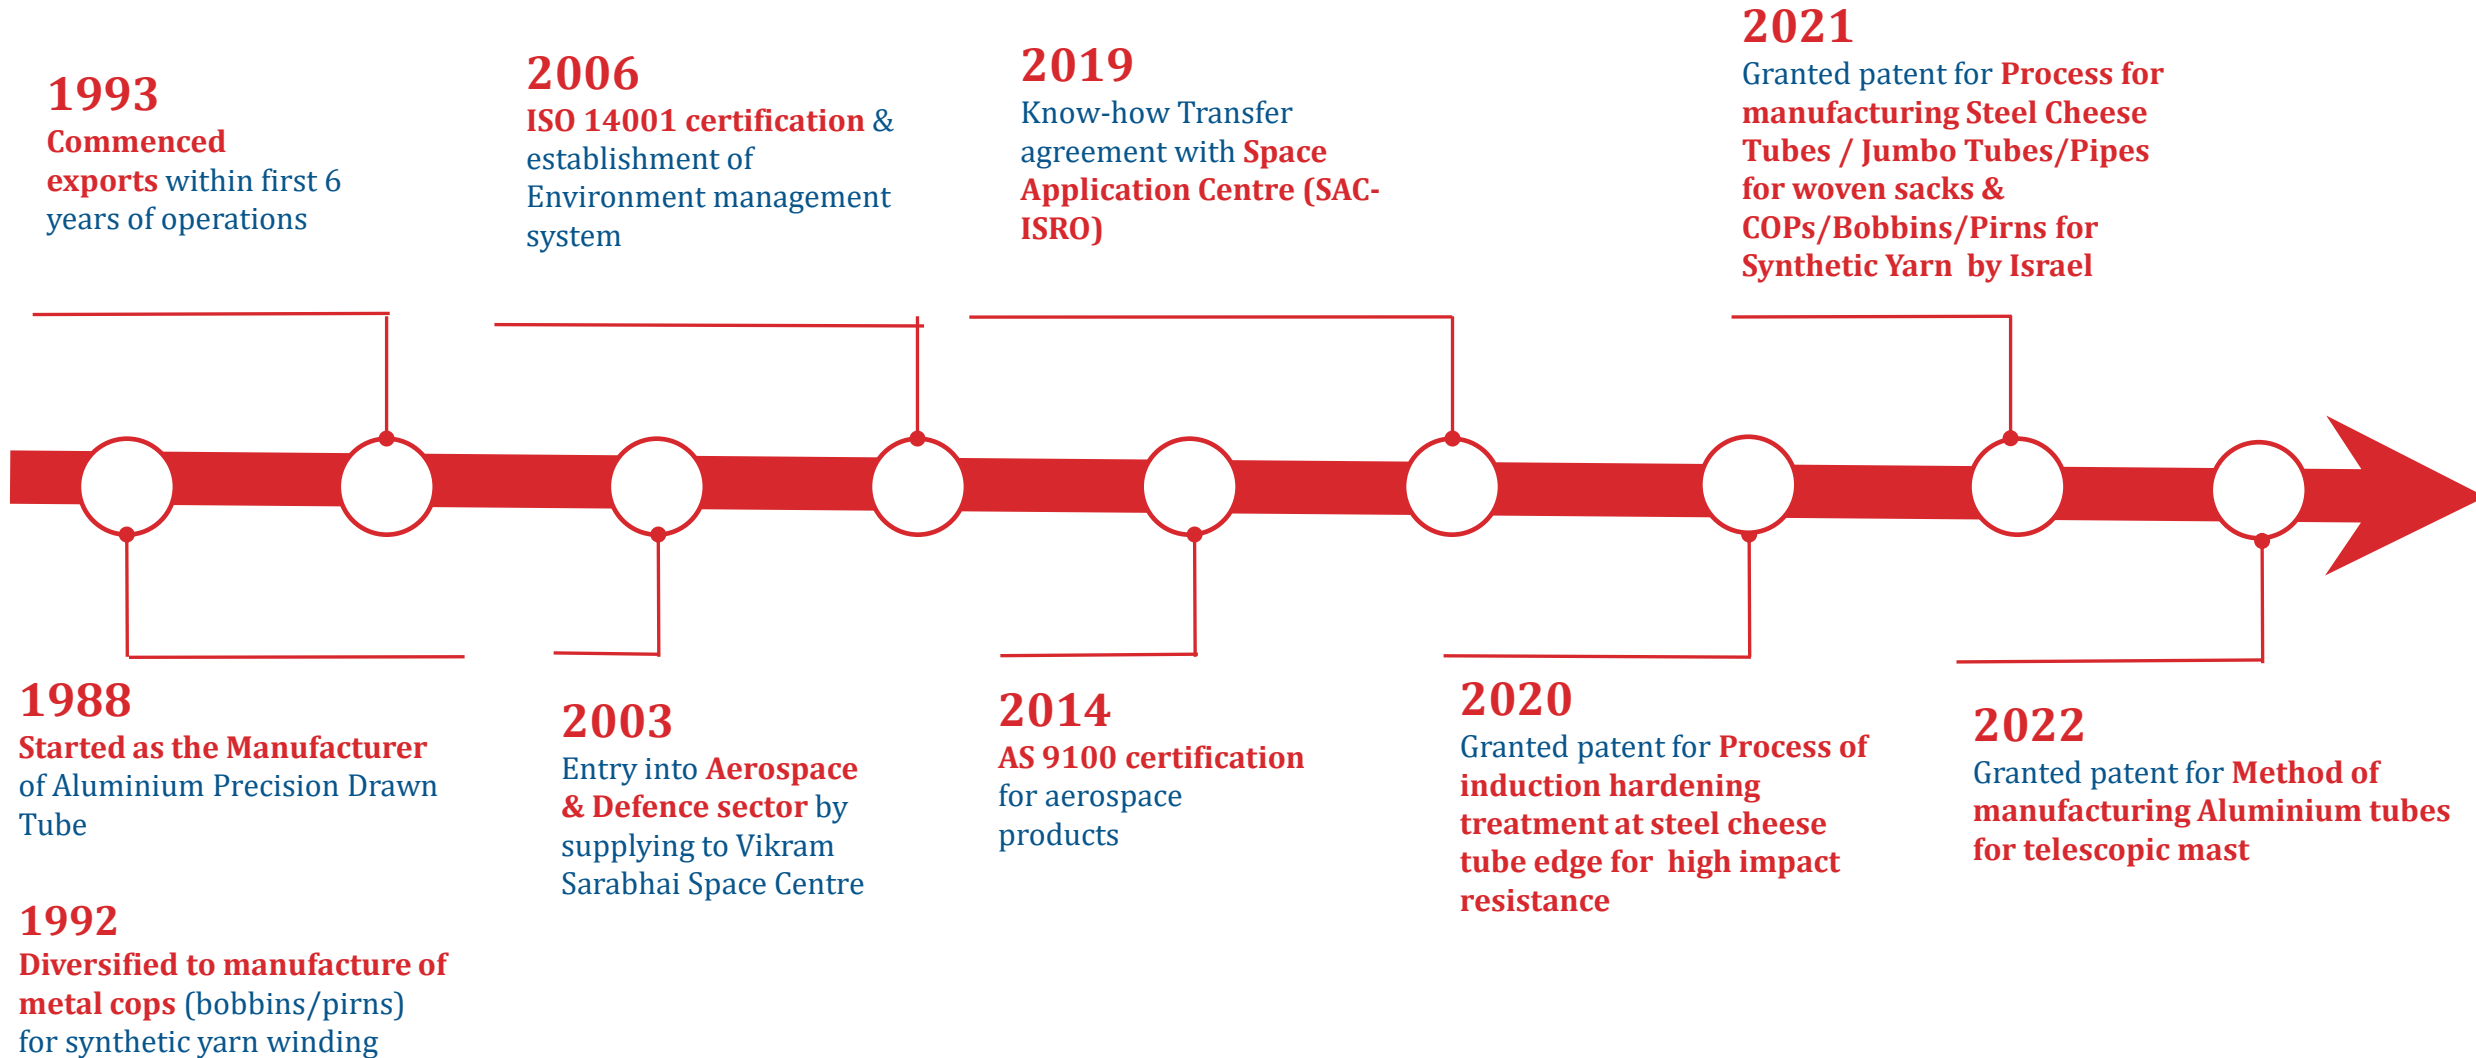 1993
Commenced
exports within first 6
years of operations
2006
ISO 14001 certification &
establishment of
Environment management
system
2019
Know-how Transfer
agreement with Space
Application Centre (SAC-
ISRO)
2021
Granted patent for Process for
manufacturing Steel Cheese
Tubes / Jumbo Tubes/Pipes
for woven sacks &
COPs/Bobbins/Pirns for
Synthetic Yarn by Israel
1988
Started as the Manufacturer
of Aluminium Precision Drawn
Tube
1992
Diversified to manufacture of
metal cops (bobbins/pirns)
for synthetic yarn winding
2003
Entry into Aerospace
& Defence sector by
supplying to Vikram
Sarabhai Space Centre
2014
AS 9100 certification
for aerospace
products
2020
Granted patent for Process of
induction hardening
treatment at steel cheese
tube edge for high impact
resistance
2022
Granted patent for Method of
manufacturing Aluminium tubes
for telescopic mast